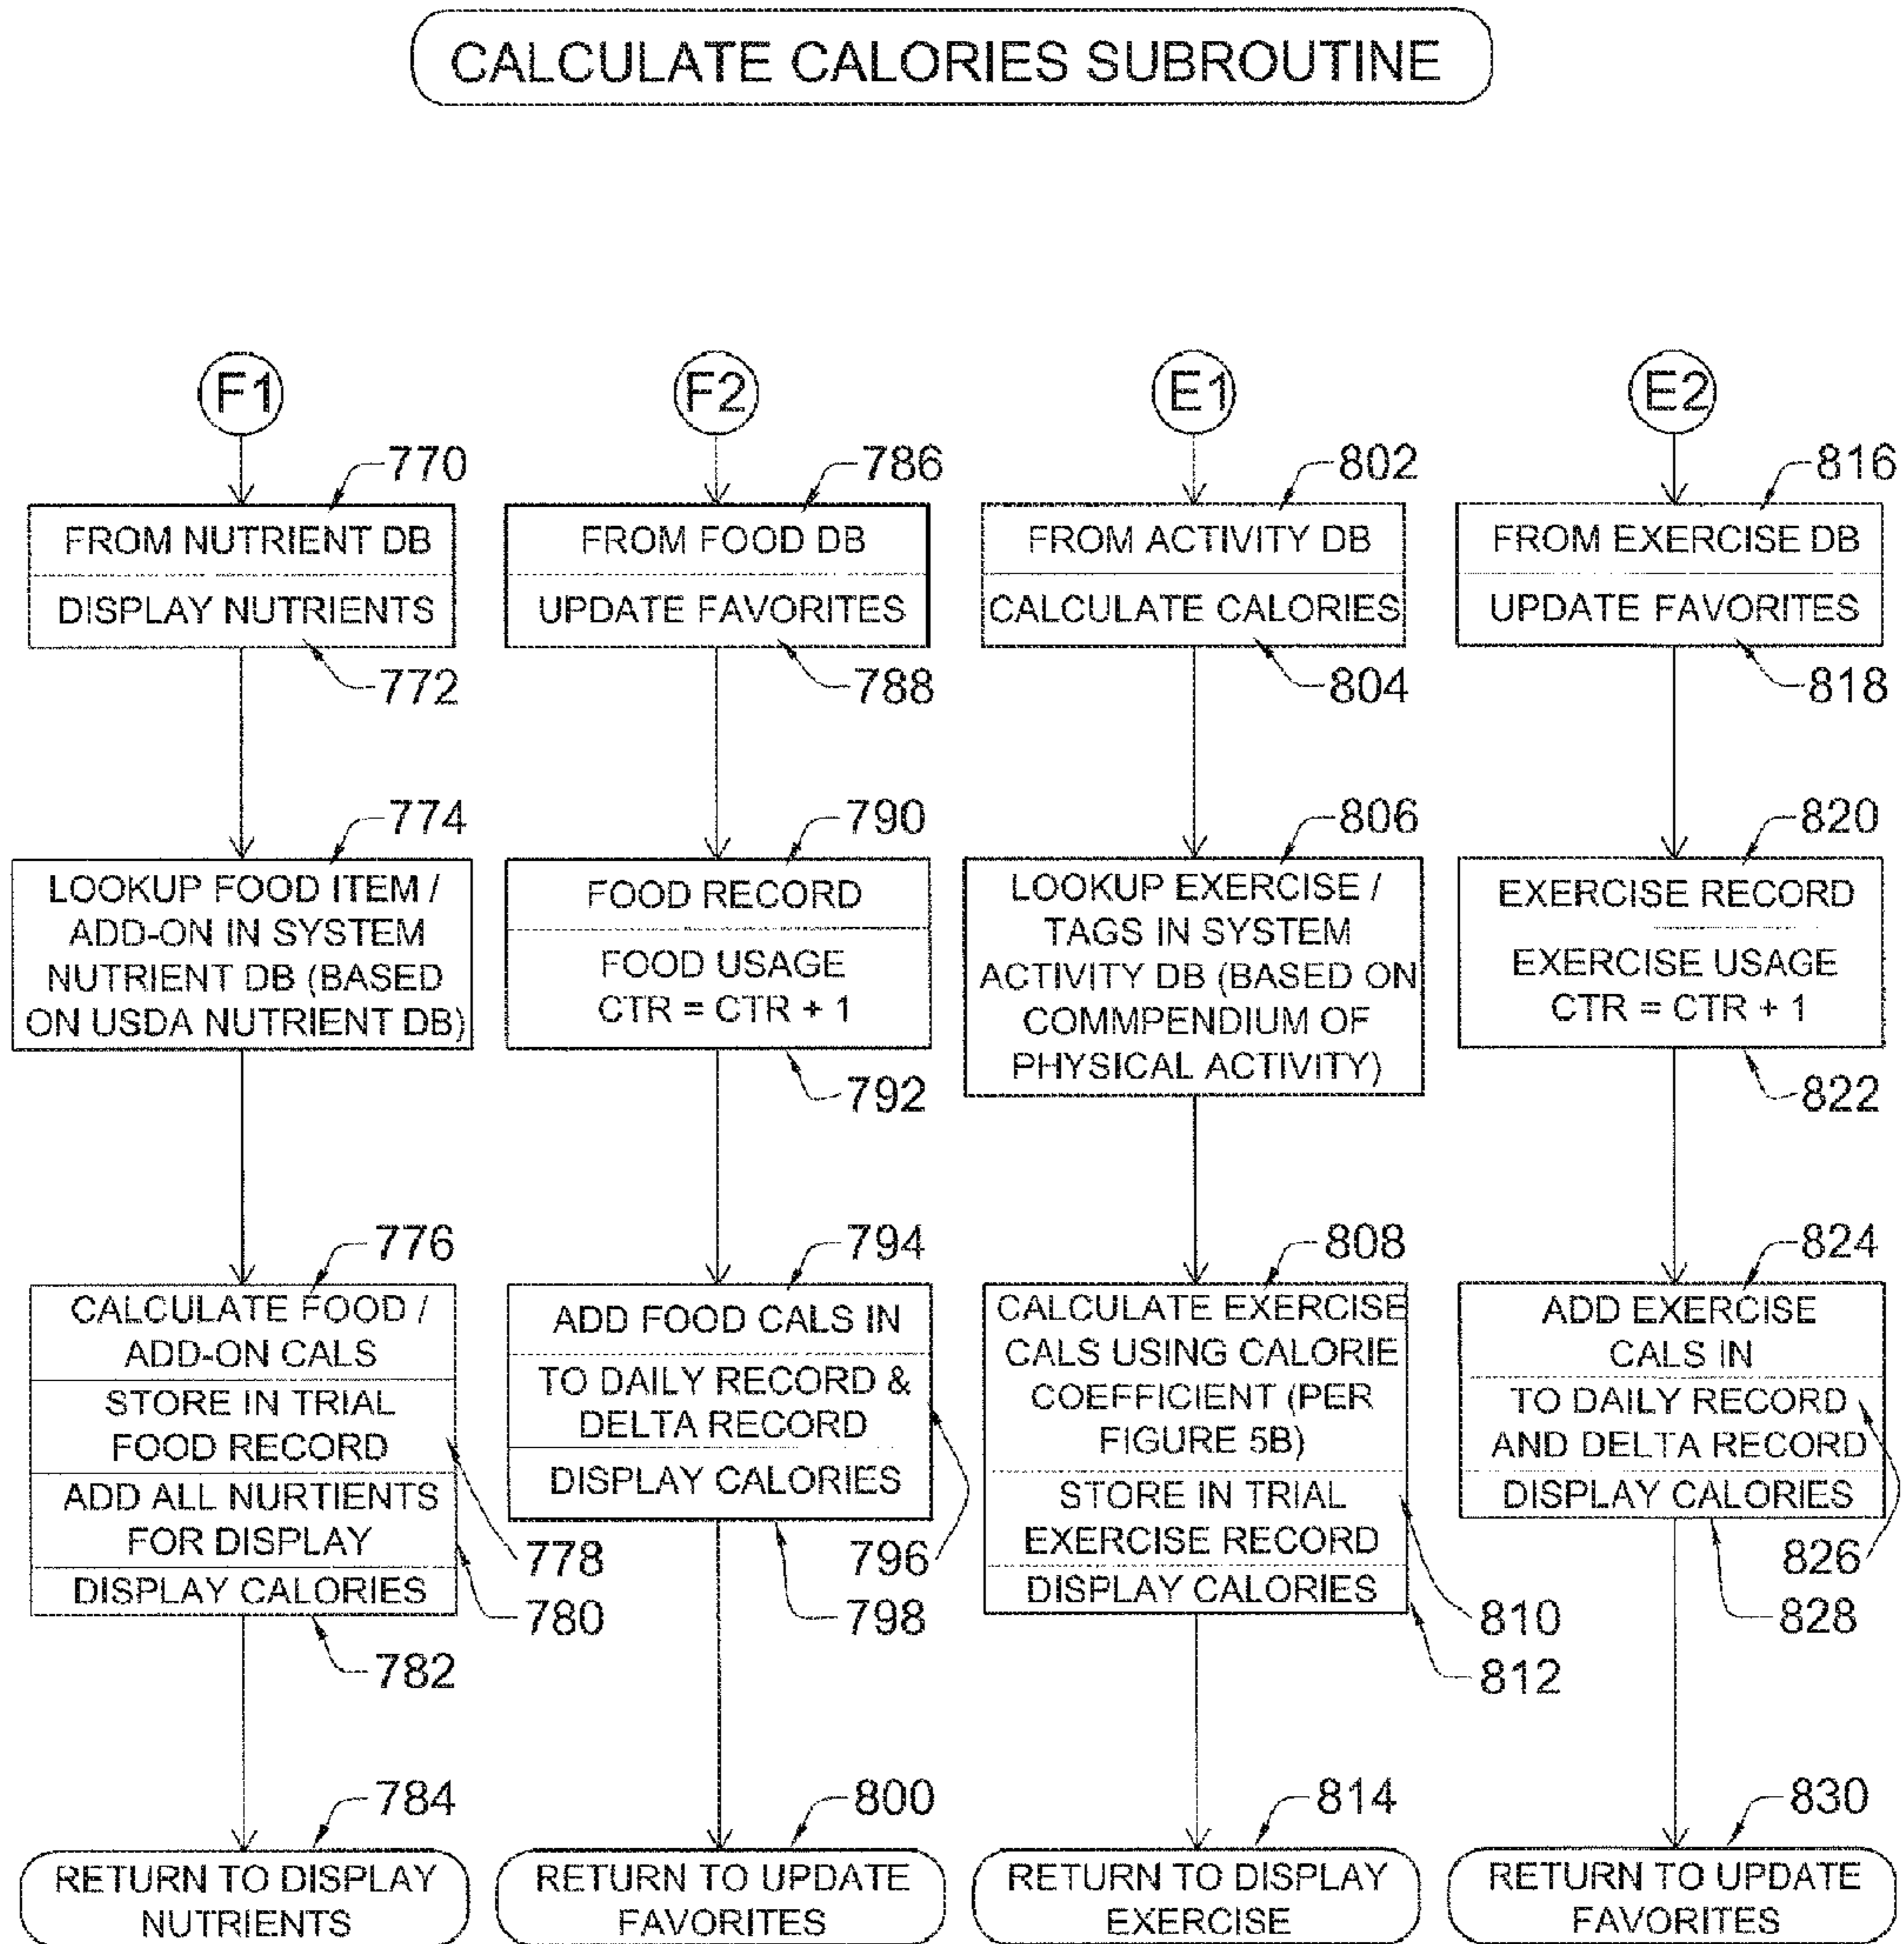 CALCULATE CALORIES SUBROUTINE
F1
770
FROM NUTRIENT DB
DISPLAY NUTRIENTS
772
774
LOOKUP FOOD ITEM /
ADD-ON IN SYSTEM
NUTRIENT DB (BASED
ON USDA NUTRIENT DB)
776
CALCULATE FOOD /
ADD-ON CALS
STORE IN TRIAL
FOOD RECORD
ADD ALL NURTIENTS
FOR DISPLAY
DISPLAY CALORIES
778
780
782
784
RETURN TO DISPLAY
NUTRIENTS
F2
786
FROM FOOD DB
UPDATE FAVORITES
788
790
FOOD RECORD
FOOD USAGE
CTR = CTR + 1
792
794
ADD FOOD CALS IN
TO DAILY RECORD &
DELTA RECORD
DISPLAY CALORIES
796
798
800
RETURN TO UPDATE
FAVORITES
E1
802
FROM ACTIVITY DB
CALCULATE CALORIES
804
806
LOOKUP EXERCISE /
TAGS IN SYSTEM
ACTIVITY DB (BASED ON
COMMPENDIUM OF
PHYSICAL ACTIVITY)
808
CALCULATE EXERCISE
CALS USING CALORIE
COEFFICIENT (PER
FIGURE 5B)
STORE IN TRIAL
EXERCISE RECORD
DISPLAY CALORIES
810
812
814
RETURN TO DISPLAY
EXERCISE
E2
816
FROM EXERCISE DB
UPDATE FAVORITES
818
820
EXERCISE RECORD
EXERCISE USAGE
CTR = CTR + 1
822
824
ADD EXERCISE
CALS IN
TO DAILY RECORD
AND DELTA RECORD
DISPLAY CALORIES
826
828
830
RETURN TO UPDATE
FAVORITES